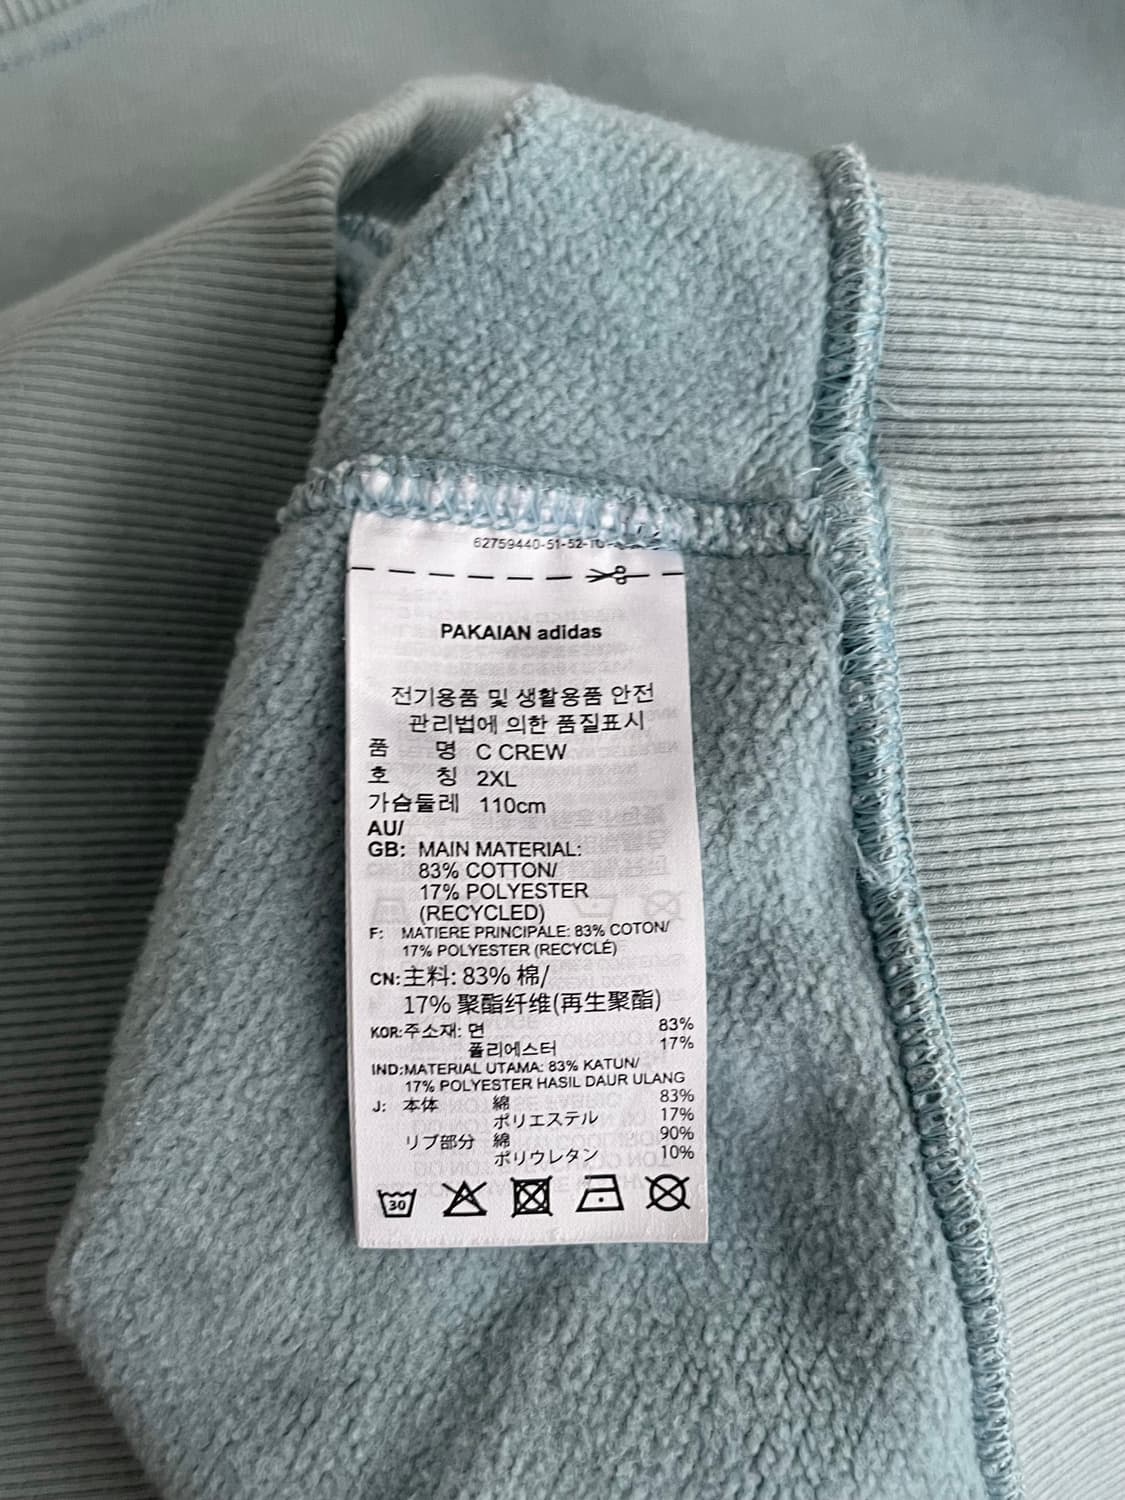 62759440-51-52-10-
PAKAIAN adidas
전기용품 및 생활용품 안전
관리법에 의한 품질표시
품 명 C CREW
호 칭 2XL
가슴둘레 110cm
AU/
GB: MAIN MATERIAL:
83% COTTON/
17% POLYESTER
(RECYCLED)
F: MATIERE PRINCIPALE: 83% COTON/
17% POLYESTER (RECYCLÉ)
CN: 主料: 83% 棉/
17% 聚酯纤维(再生聚酯)
KOR: 주소재: 면 83%
폴리에스터 17%
IND: MATERIAL UTAMA: 83% KATUN/
17% POLYESTER HASIL DAUR ULANG
J: 本体 綿 83%
ポリエステル 17%
リブ部分 綿 90%
ポリウレタン 10%
30